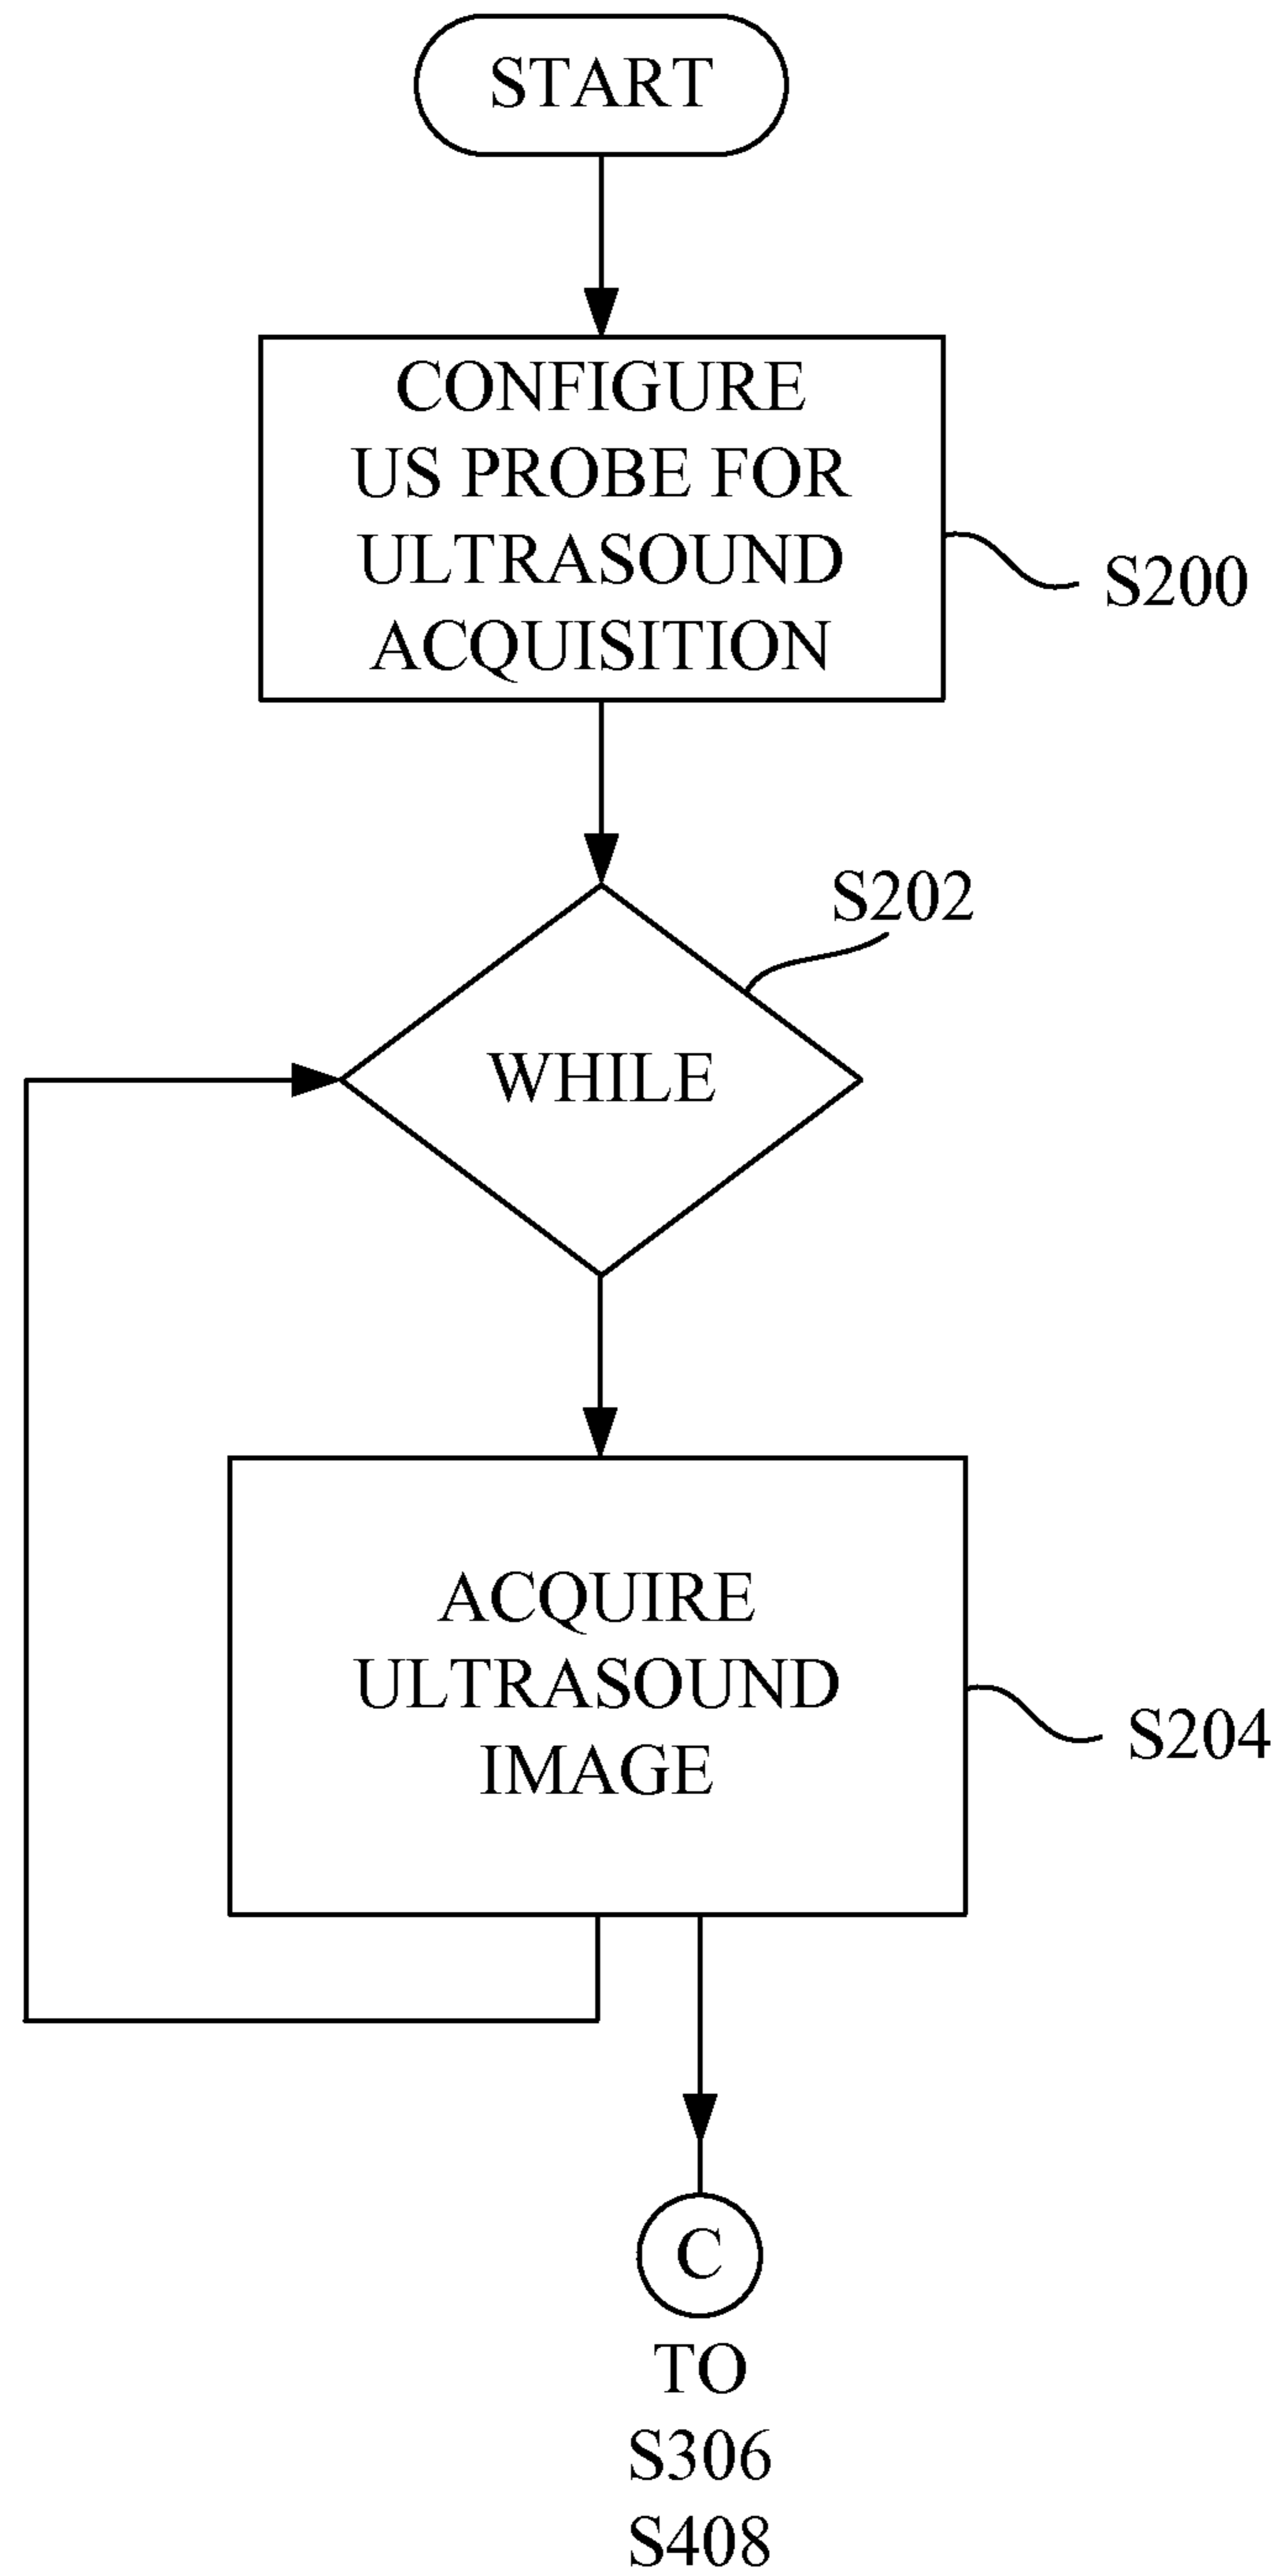 START
CONFIGURE
US PROBE FOR
ULTRASOUND
ACQUISITION
S200
S202
WHILE
ACQUIRE
ULTRASOUND
IMAGE
S204
C
TO
S306
S408